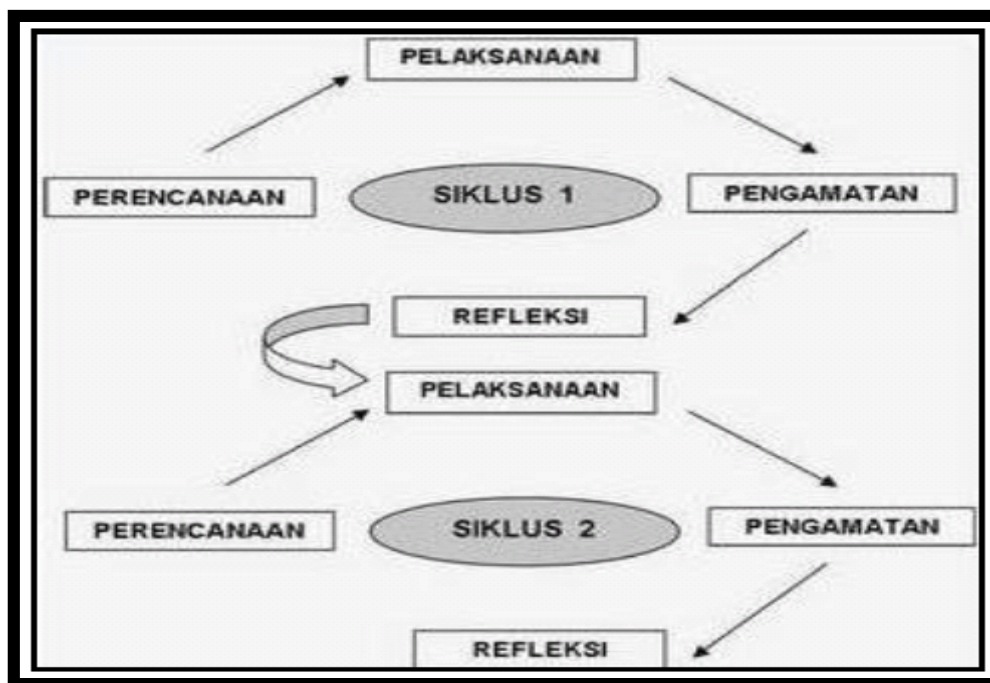 PELAKSANAAN
PERENCANAAN
SIKLUS 1
PENGAMATAN
REFLEKSI
PELAKSANAAN
PERENCANAAN
SIKLUS 2
PENGAMATAN
REFLEKSI